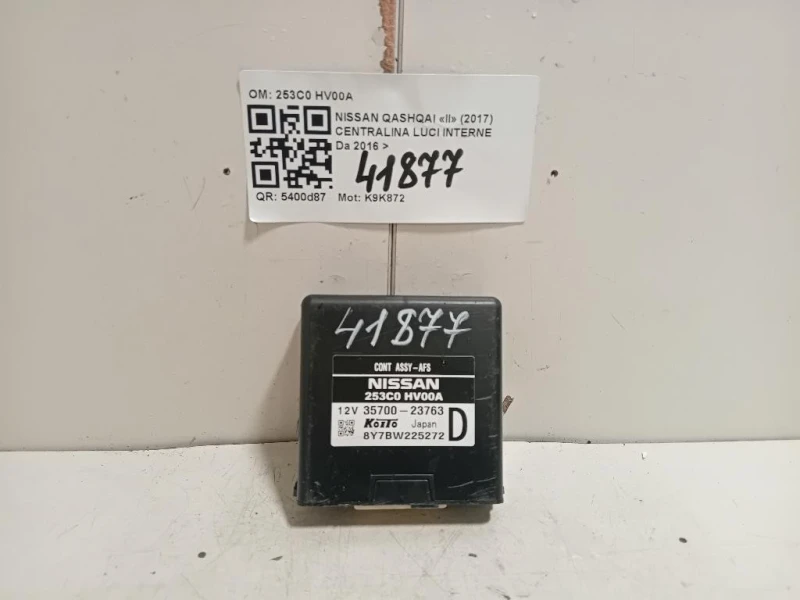 OM: 253C0 HV00A
NISSAN QASHQAI «II» (2017)
CENTRALINA LUCI INTERNE
Da 2016 >
41877
QR: 5400d87 Mot: K9K872
41877
CONT ASSY-AFS
NISSAN
253C0 HV00A
12V 35700-23763
KOITO Japan D
8Y7BW225272